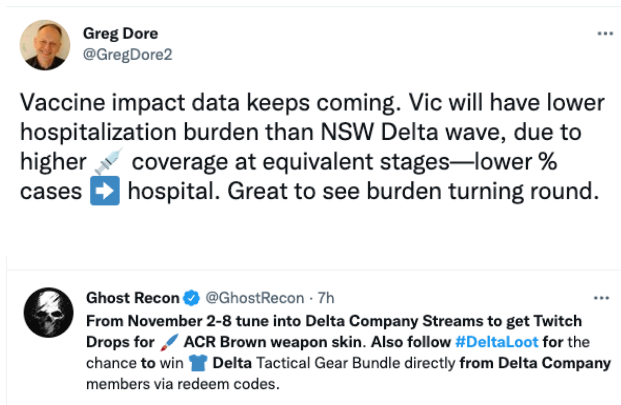 Greg Dore
@GregDore2
Vaccine impact data keeps coming. Vic will have lower
hospitalization burden than NSW Delta wave, due to
higher 💉 coverage at equivalent stages—lower %
cases ➡️ hospital. Great to see burden turning round.
Ghost Recon @GhostRecon · 7h
From November 2-8 tune into Delta Company Streams to get Twitch
Drops for 🖌️ ACR Brown weapon skin. Also follow #DeltaLoot for the
chance to win 👕 Delta Tactical Gear Bundle directly from Delta Company
members via redeem codes.